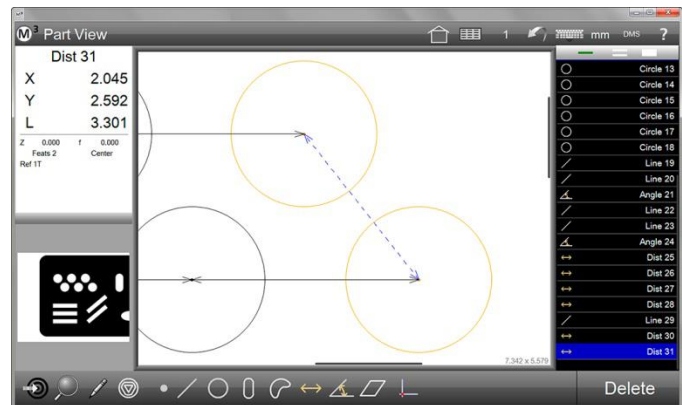 M³ Part View
1
mm
DMS
?
Dist 31
X 2.045
Y 2.592
L 3.301
Z 0.000 f 0.000
Feats 2 Center
Ref 1T
7.342 x 5.579
Circle 13
Circle 14
Circle 15
Circle 16
Circle 17
Circle 18
Line 19
Line 20
Angle 21
Line 22
Line 23
Angle 24
Dist 25
Dist 26
Dist 27
Dist 28
Line 29
Dist 30
Dist 31
Delete